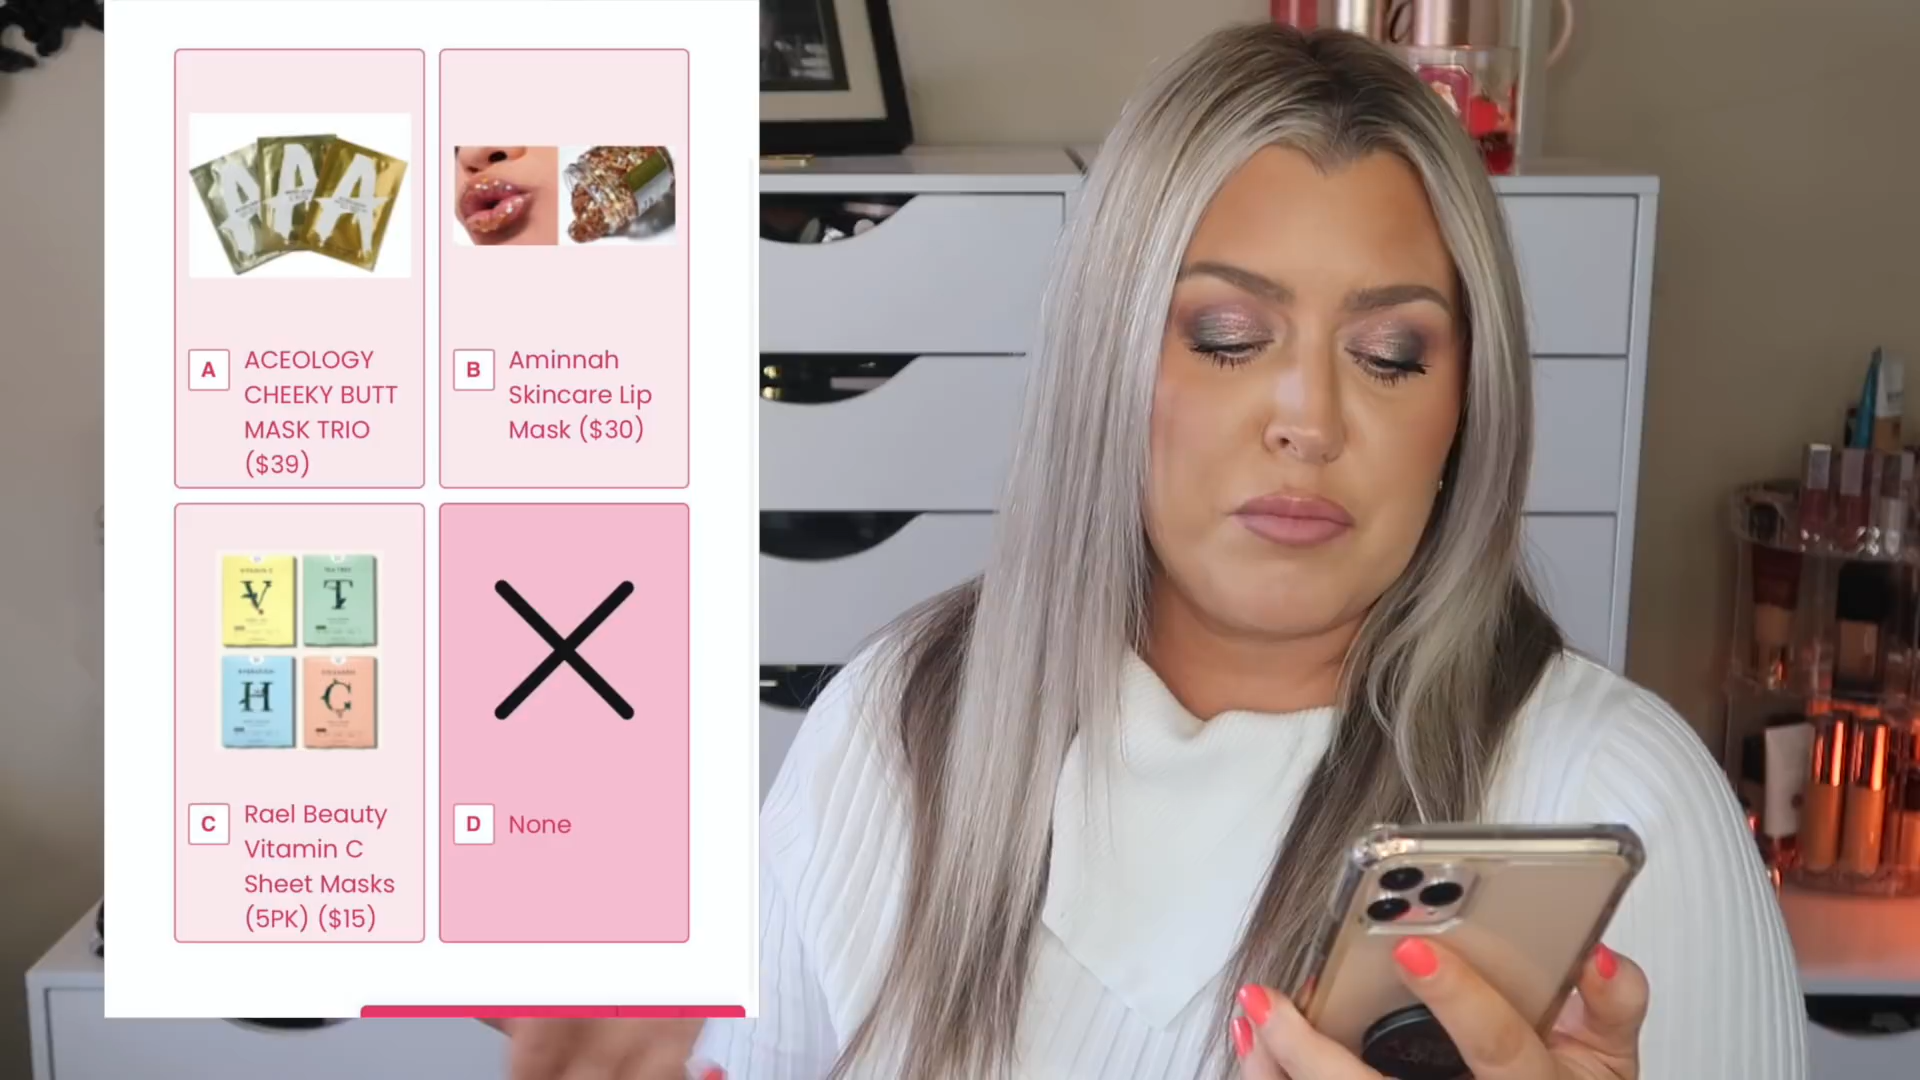 A
ACEOLOGY
CHEEKY BUTT
MASK TRIO
($39)
B
Aminnah
Skincare Lip
Mask ($30)
V
T
H
C
C
Rael Beauty
Vitamin C
Sheet Masks
(5PK) ($15)
D
None